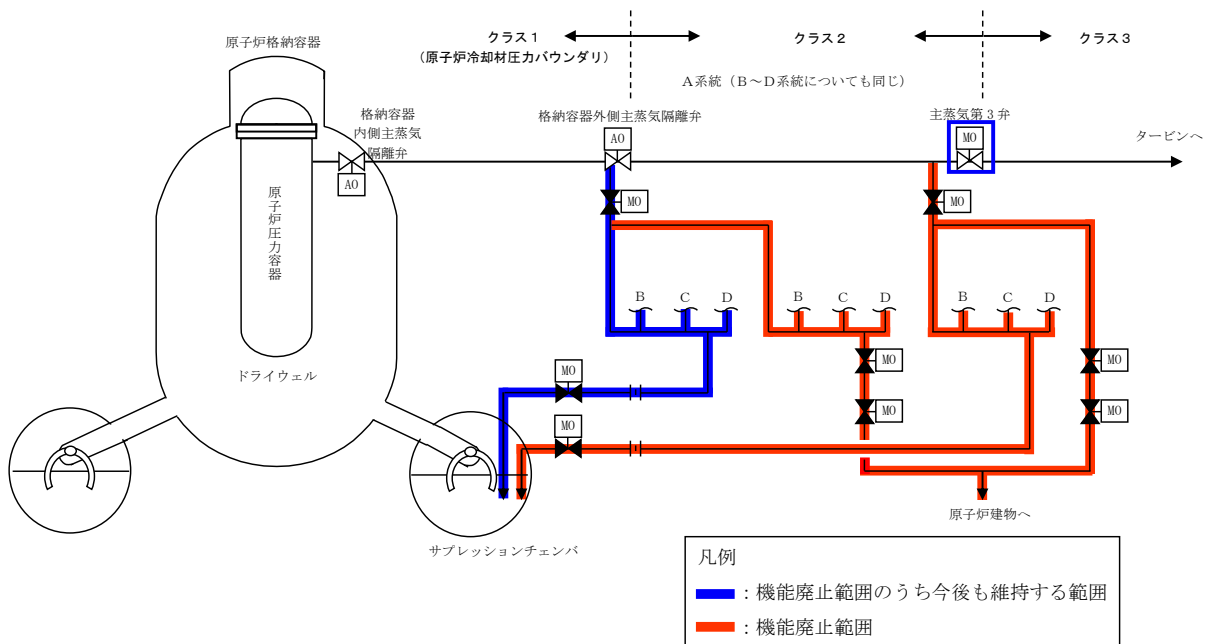 クラス１
(原子炉冷却材圧力バウンダリ)
クラス２
クラス３
A系統（B～D系統についても同じ）
原子炉格納容器
格納容器
内側主蒸気
隔離弁
AO
格納容器外側主蒸気隔離弁
AO
主蒸気第３弁
MO
タービンへ
原子炉圧力容器
MO
MO
B
C
D
B
C
D
B
C
D
MO
MO
MO
MO
MO
MO
ドライウェル
サプレッションチェンバ
原子炉建物へ
凡例
：機能廃止範囲のうち今後も維持する範囲
：機能廃止範囲